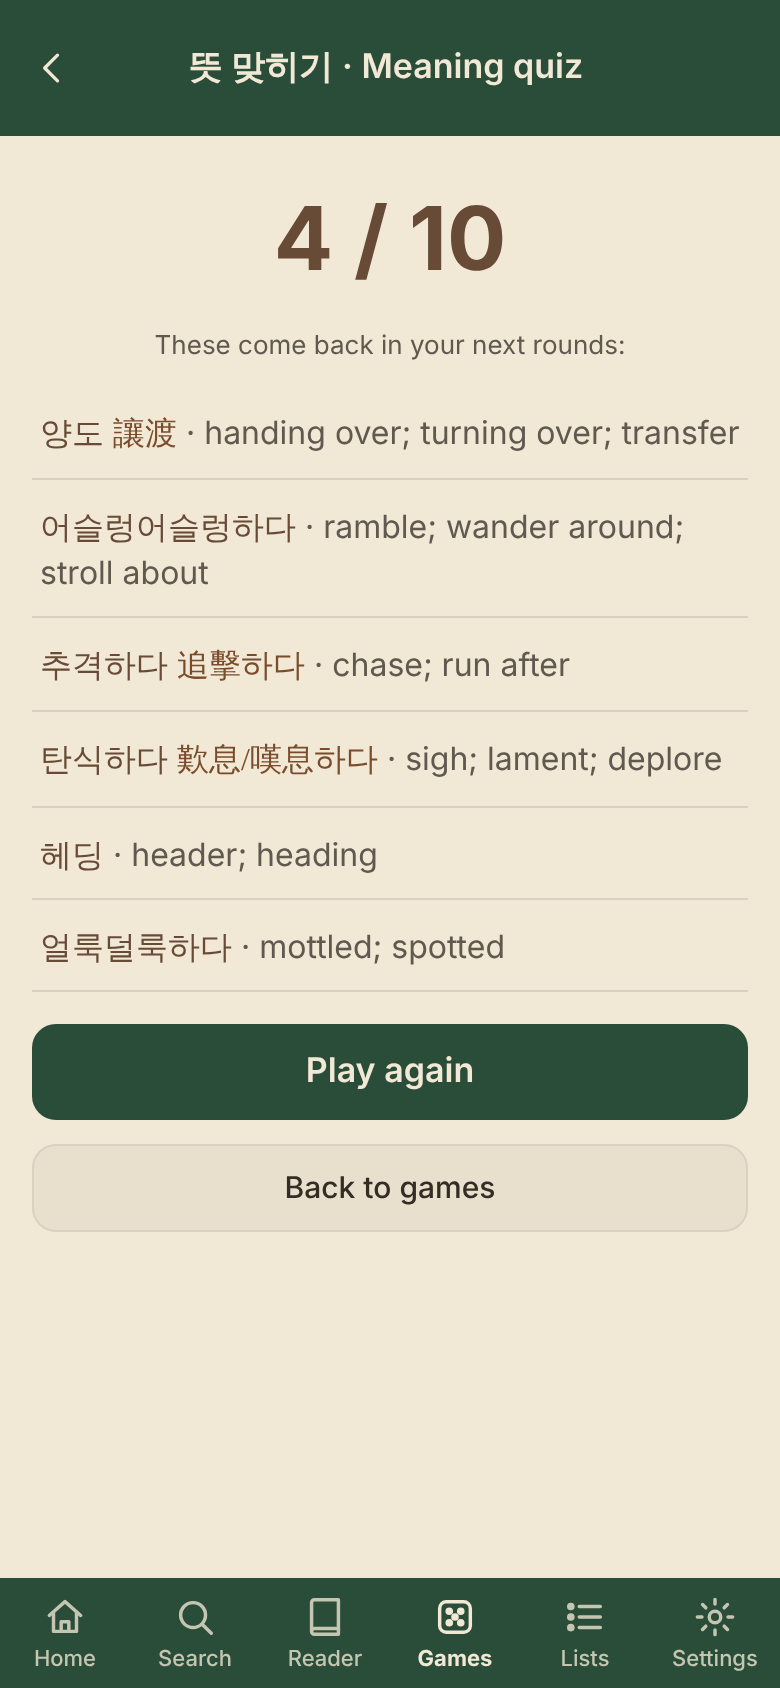 뜻 맞히기 · Meaning quiz
4 / 10
These come back in your next rounds:
양도 讓渡 · handing over; turning over; transfer
어슬렁어슬렁하다 · ramble; wander around;
stroll about
추격하다 追擊하다 · chase; run after
탄식하다 歎息/嘆息하다 · sigh; lament; deplore
헤딩 · header; heading
얼룩덜룩하다 · mottled; spotted
Play again
Back to games
Home Search Reader Games Lists Settings